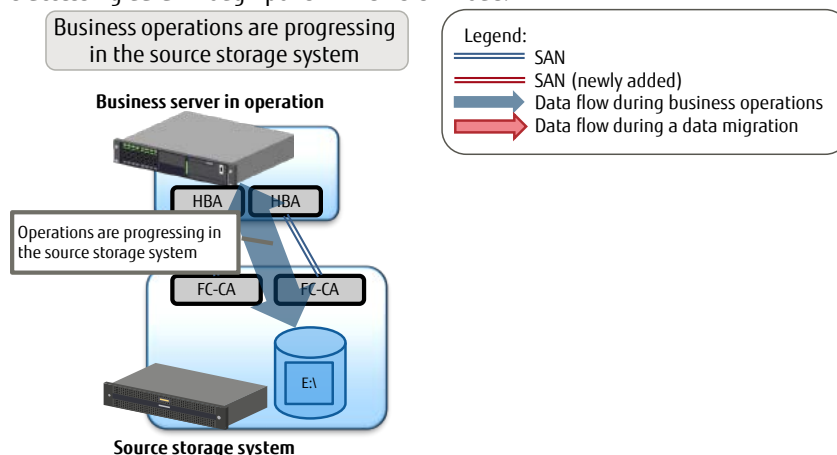 Business operations are progressing
in the source storage system
Legend:
SAN
SAN (newly added)
Data flow during business operations
Data flow during a data migration
Business server in operation
HBA
HBA
Operations are progressing in
the source storage system
FC-CA
FC-CA
E:\
Source storage system